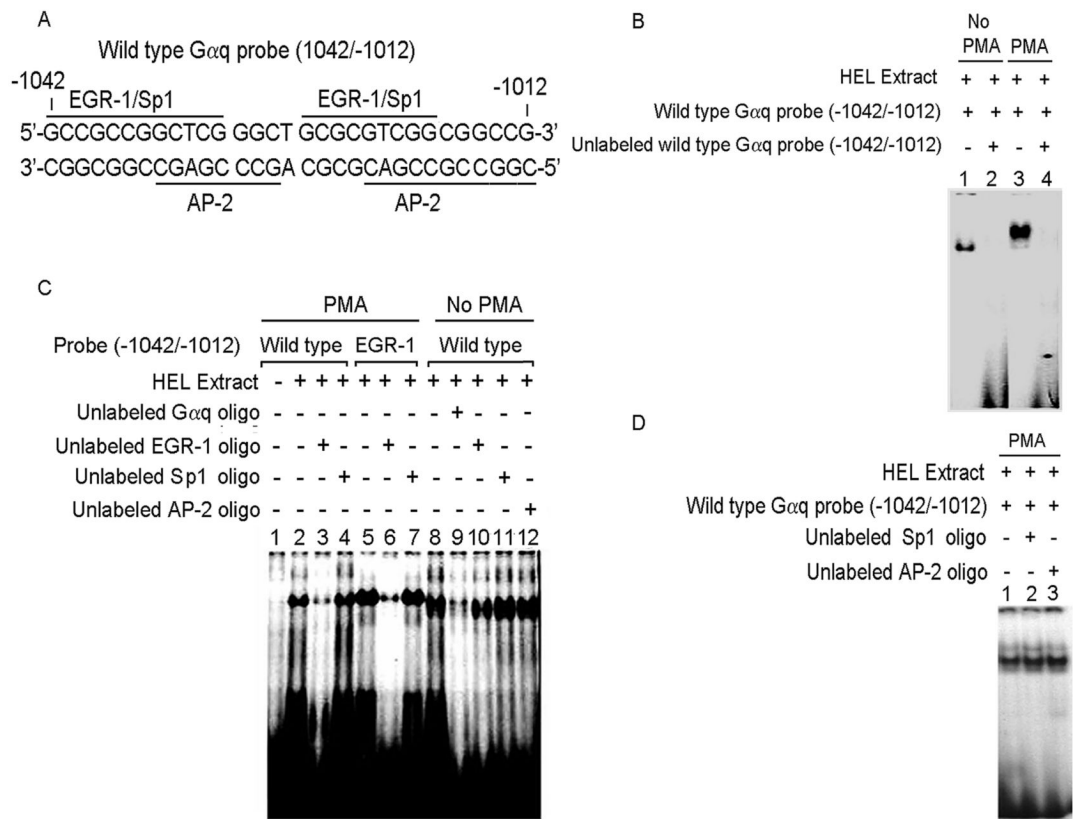 A
Wild type Gαq probe (1042/-1012)
-1042
-1012
EGR-1/Sp1
EGR-1/Sp1
5'-GCCGCCGGCTCG GGCT GCGCGTCGGCGGCCG-3'
3'-CGGCGGCCGAGC CCGA CGCGCAGCCGCCGGC-5'
AP-2
AP-2
B
No PMA
PMA
HEL Extract + + + +
Wild type Gαq probe (-1042/-1012) + + + +
Unlabeled wild type Gαq probe (-1042/-1012) - + - +
1 2 3 4
C
PMA
No PMA
Probe (-1042/-1012) Wild type EGR-1 Wild type
HEL Extract - + + + + + + + + + + +
Unlabeled Gαq oligo - - - - - - - - + - - -
Unlabeled EGR-1 oligo - - + - - + - - - + - -
Unlabeled Sp1 oligo - - - + - - + - - - + -
Unlabeled AP-2 oligo - - - - - - - - - - - +
1 2 3 4 5 6 7 8 9 10 11 12
D
PMA
HEL Extract + + +
Wild type Gαq probe (-1042/-1012) + + +
Unlabeled Sp1 oligo - + -
Unlabeled AP-2 oligo - - +
1 2 3